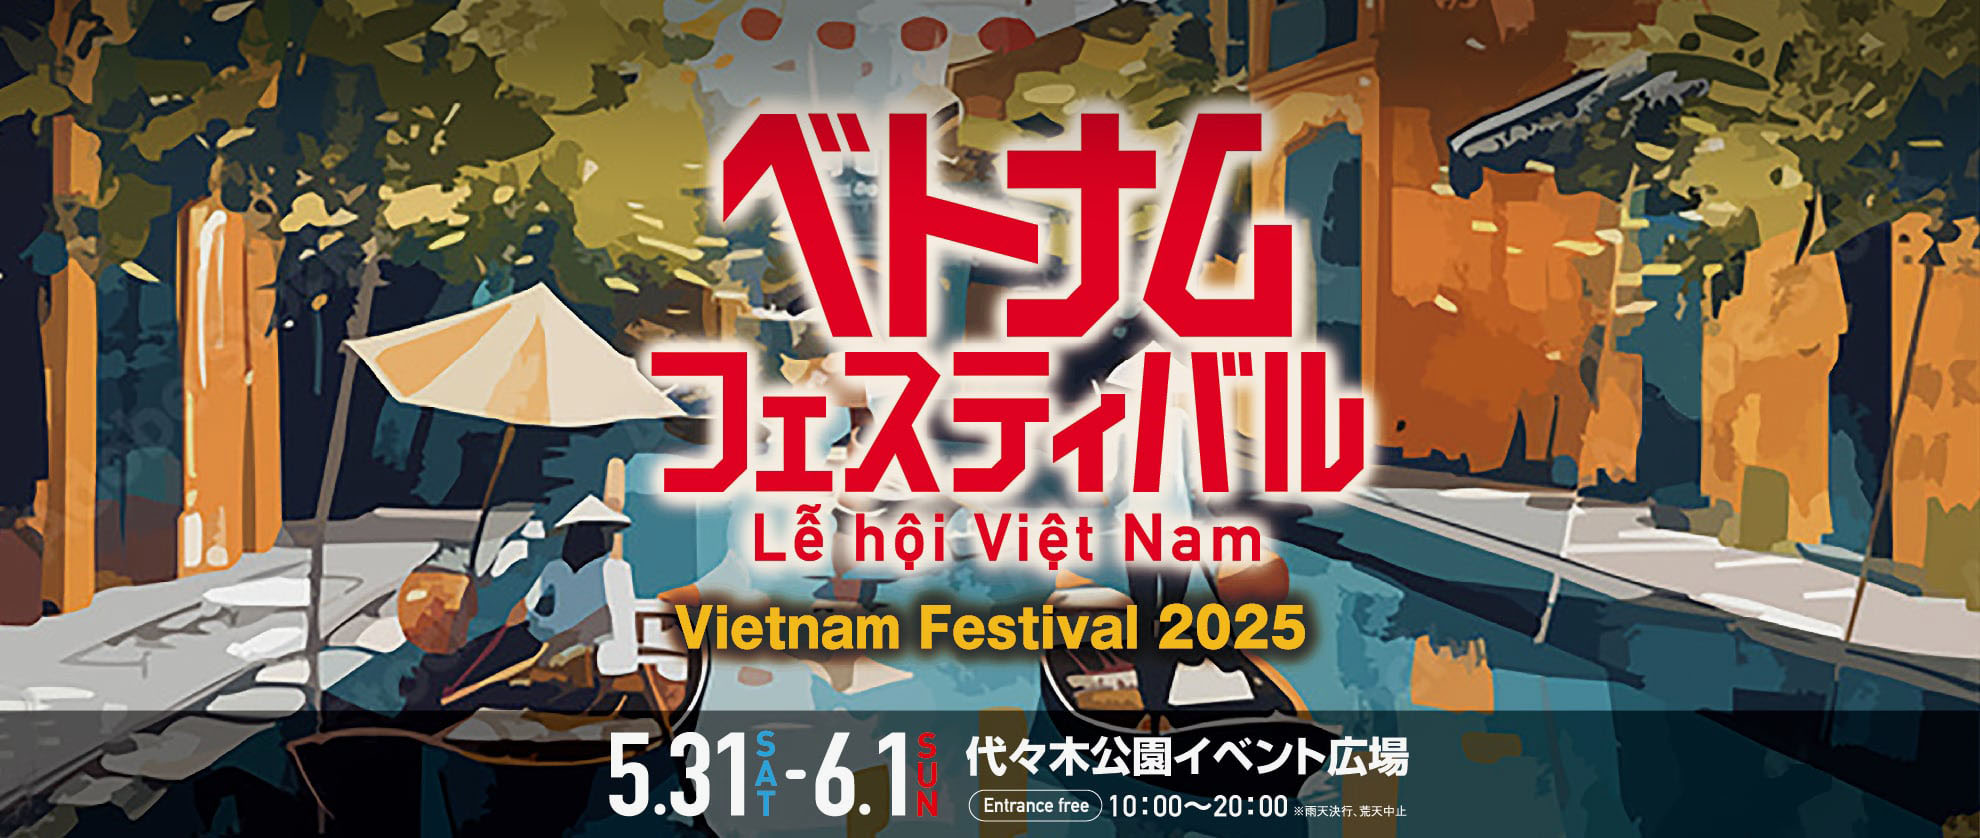 ベトナム
フェスティバル
Lễ hội Việt Nam
Vietnam Festival 2025
5.31 SAT - 6.1 SUN
代々木公園イベント広場
Entrance free 10:00〜20:00 ※雨天決行、荒天中止